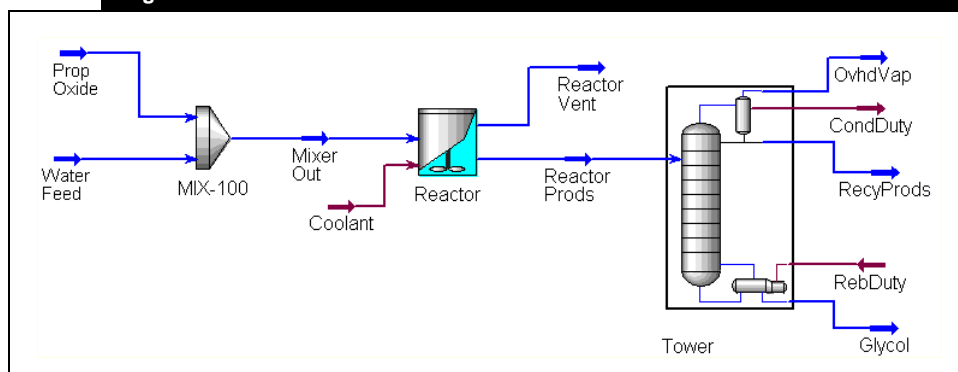 Prop
Oxide
Water
Feed
MIX-100
Mixer
Out
Coolant
Reactor
Reactor
Vent
Reactor
Prods
OvhdVap
CondDuty
RecyProds
RebDuty
Glycol
Tower